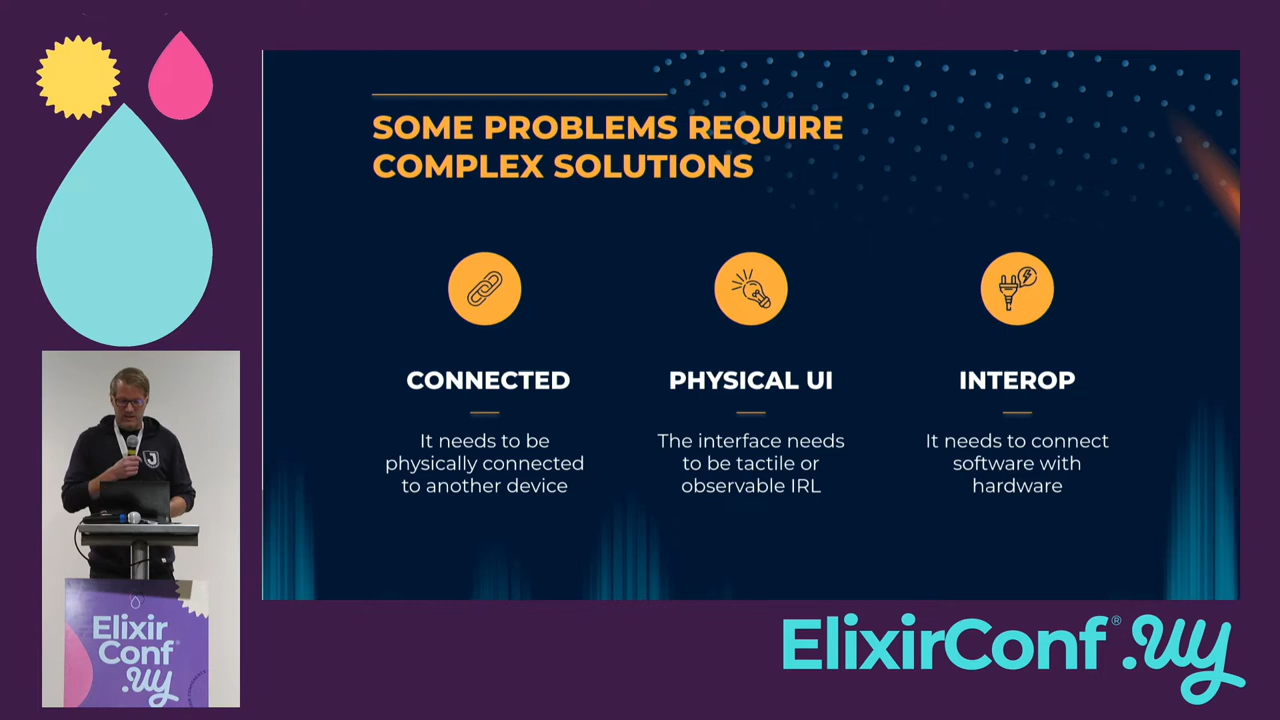 SOME PROBLEMS REQUIRE
COMPLEX SOLUTIONS
CONNECTED
It needs to be
physically connected
to another device
PHYSICAL UI
The interface needs
to be tactile or
observable IRL
INTEROP
It needs to connect
software with
hardware
J
Elixir
Conf®
.uy
ElixirConf® .uy